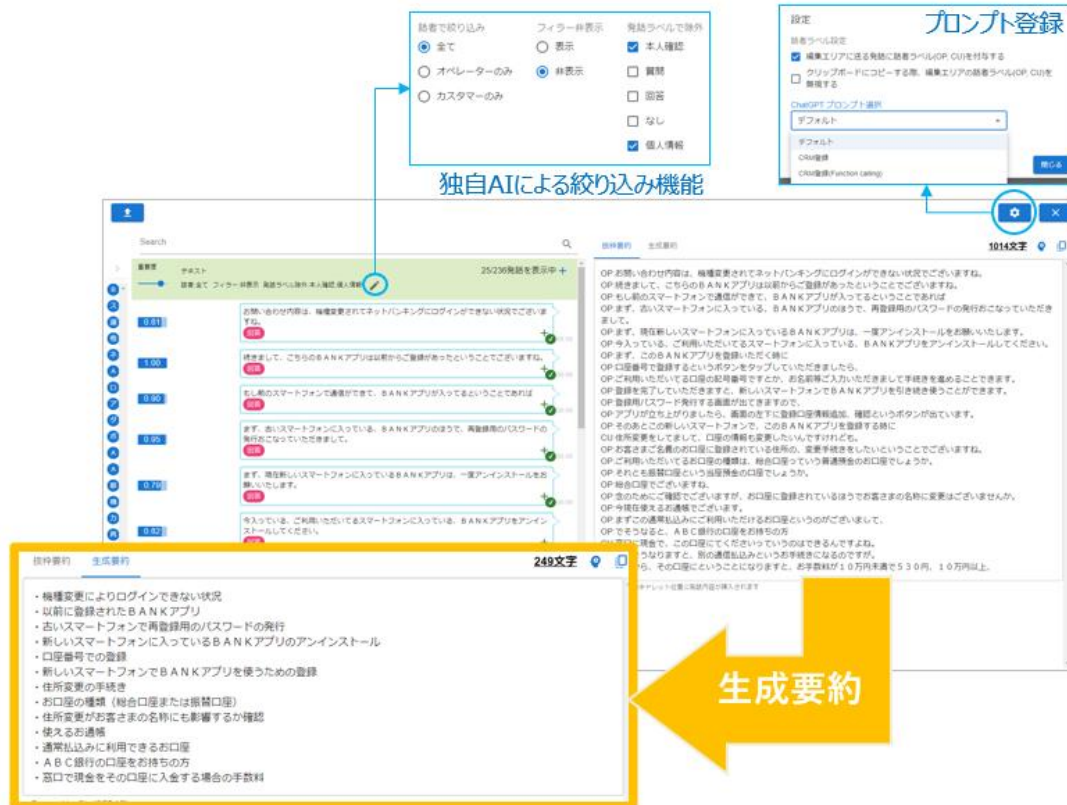 話者で絞り込み
全て
オペレーターのみ
カスタマーのみ
フィラー非表示
表示
非表示
発話ラベルで除外
本人確認
質問
回答
なし
個人情報
独自AIによる絞り込み機能
プロンプト登録
設定
話者ラベル設定
編集エリアに送る発話に話者ラベル(OP, CU)を付与する
クリップボードにコピーする際、編集エリアの話者ラベル(OP, CU)を
無視する
ChatGPT プロンプト選択
デフォルト
デフォルト
CRM登録
CRM登録(Function calling)
閉じる
Search
重要度
テキスト
25/236発話を表示中 +
話者:全て フィラー:非表示 発話ラベル除外:本人確認,個人情報
0.81
お問い合わせ内容は、機種変更されてネットバンキングにログインができない状況でございま
すね。
回答
1.00
続きまして、こちらのBANKアプリは以前からご登録があったということでございますね。
回答
0.90
もし前のスマートフォンで通信ができて、BANKアプリが入ってるということであれば
回答
0.95
まず、古いスマートフォンに入っている、BANKアプリのほうで、再登録用のパスワードの
発行おこなっていただきまして。
回答
0.79
まず、現在新しいスマートフォンに入っているBANKアプリは、一度アンインストールをお
願いいたします。
回答
0.82
今入っている、ご利用いただいてるスマートフォンに入っている、BANKアプリをアンイン
ストールしてください。
抜粋要約
生成要約
1014文字
OP:お問い合わせ内容は、機種変更されてネットバンキングにログインができない状況でございますね。
OP:続きまして、こちらのBANKアプリは以前からご登録があったということでございますね。
OP:もし前のスマートフォンで通信ができて、BANKアプリが入ってるということであれば
OP:まず、古いスマートフォンに入っている、BANKアプリのほうで、再登録用のパスワードの発行おこなっていただき
まして。
OP:まず、現在新しいスマートフォンに入っているBANKアプリは、一度アンインストールをお願いいたします。
OP:今入っている、ご利用いただいてるスマートフォンに入っている、BANKアプリをアンインストールしてください。
OP:まず、このBANKアプリを登録いただく時に
OP:口座番号で登録するというボタンをタップしていただきましたら、
OP:ご利用いただいてる口座の記号番号ですとか、お名前等ご入力いただきまして手続きを進めることできます。
OP:登録を完了していただきますと、新しいスマートフォンでBANKアプリを引き続き使うことができます。
OP:登録用パスワード発行する画面が出てきますので、
OP:アプリが立ち上がりましたら、画面の左下に登録口座情報追加、確認というボタンが出ています。
OP:そのあとこの新しいスマートフォンで、このBANKアプリを登録する時に
CU:住所変更をしてまして、口座の情報も変更したいんですけれども。
OP:お客さまご名義のお口座に登録されている住所の、変更手続きをしたいということでございますね。
OP:ご利用いただいてるお口座の種類は、総合口座っていう普通預金のお口座でしょうか。
OP:それとも振替口座という当座預金の口座でしょうか。
OP:総合口座でございますね、
OP:念のためにご確認でございますが、お口座に登録されているほうでお客さまの名称に変更はございませんか。
OP:今現在使えるお通帳でございます。
OP:まずこの通常払込みにご利用いただけるお口座というのがございまして、
OP:でそうなると、ABC銀行の口座をお持ちの方
CU:窓口に現金で、この口座にてくださいっていうのはできるんですよね。
うなりますと、別の通信払込みというお手続きになるのですが。
から、その口座にということになりますと、お手数料が10万円未満で530円、10万円以上、
抜粋要約
生成要約
249文字
・機種変更によりログインできない状況
・以前に登録されたBANKアプリ
・古いスマートフォンで再登録用のパスワードの発行
・新しいスマートフォンに入っているBANKアプリのアンインストール
・口座番号での登録
・新しいスマートフォンでBANKアプリを使うための登録
・住所変更の手続き
・お口座の種類（総合口座または振替口座）
・住所変更がお客さまの名称にも影響するか確認
・使えるお通帳
・通常払込みに利用できるお口座
・ABC銀行の口座をお持ちの方
・窓口で現金をその口座に入金する場合の手数料
生成要約